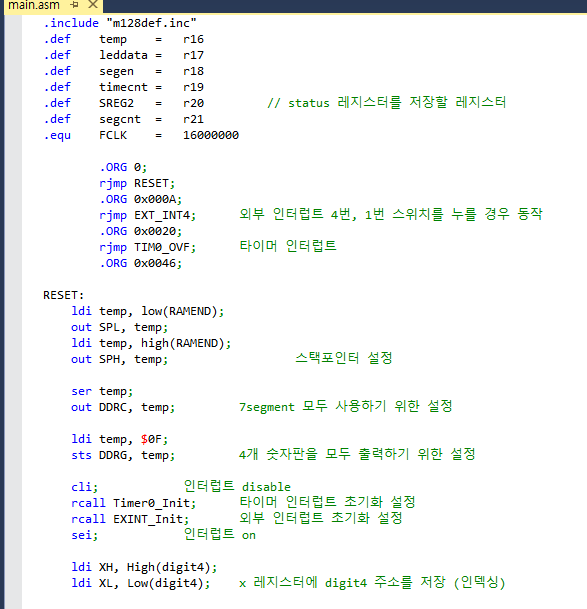 main.asm
.include "m128def.inc"
.def temp = r16
.def leddata = r17
.def segen = r18
.def timecnt = r19
.def SREG2 = r20 // status 레지스터를 저장할 레지스터
.def segcnt = r21
.equ FCLK = 16000000
.ORG 0;
rjmp RESET;
.ORG 0x000A;
rjmp EXT_INT4; 외부 인터럽트 4번, 1번 스위치를 누를 경우 동작
.ORG 0x0020;
rjmp TIM0_OVF; 타이머 인터럽트
.ORG 0x0046;
RESET:
ldi temp, low(RAMEND);
out SPL, temp;
ldi temp, high(RAMEND);
out SPH, temp; 스택포인터 설정
ser temp;
out DDRC, temp; 7segment 모두 사용하기 위한 설정
ldi temp, $0F;
sts DDRG, temp; 4개 숫자판을 모두 출력하기 위한 설정
cli; 인터럽트 disable
rcall Timer0_Init; 타이머 인터럽트 초기화 설정
rcall EXINT_Init; 외부 인터럽트 초기화 설정
sei; 인터럽트 on
ldi XH, High(digit4);
ldi XL, Low(digit4); x 레지스터에 digit4 주소를 저장 (인덱싱)